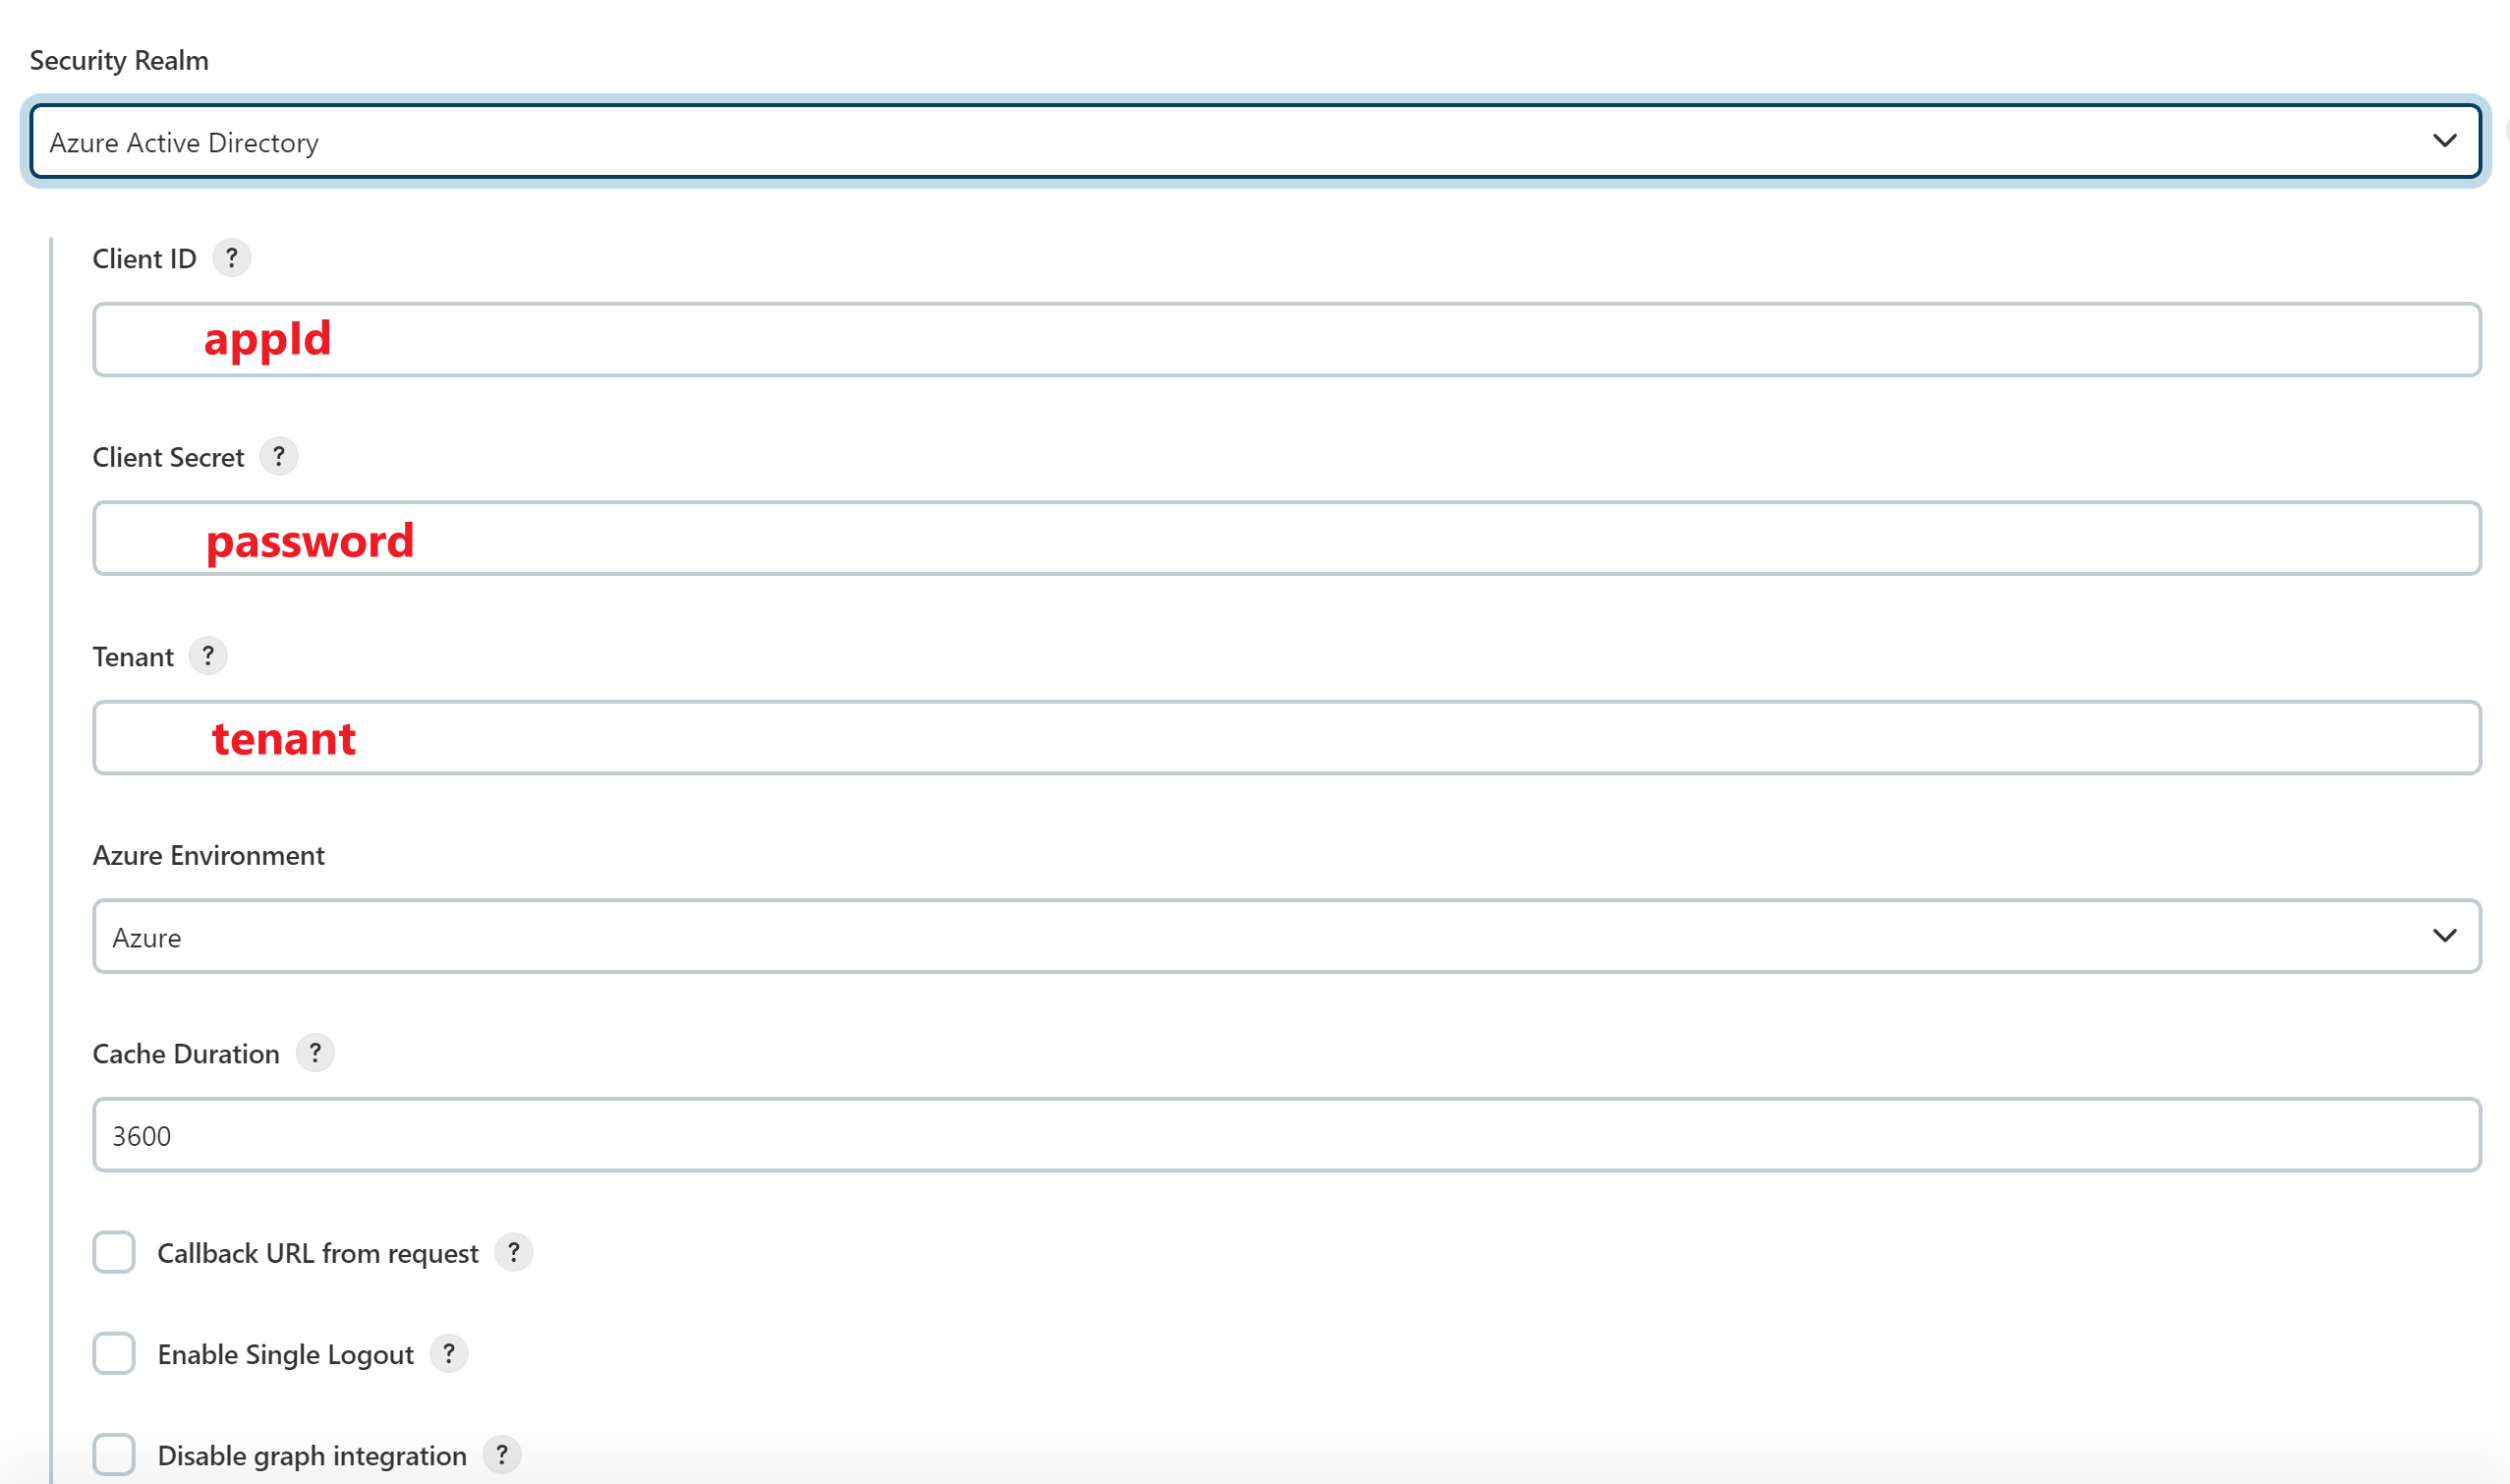 Security Realm
Azure Active Directory
Client ID ?
appId
Client Secret ?
password
Tenant ?
tenant
Azure Environment
Azure
Cache Duration ?
3600
Callback URL from request ?
Enable Single Logout ?
Disable graph integration ?